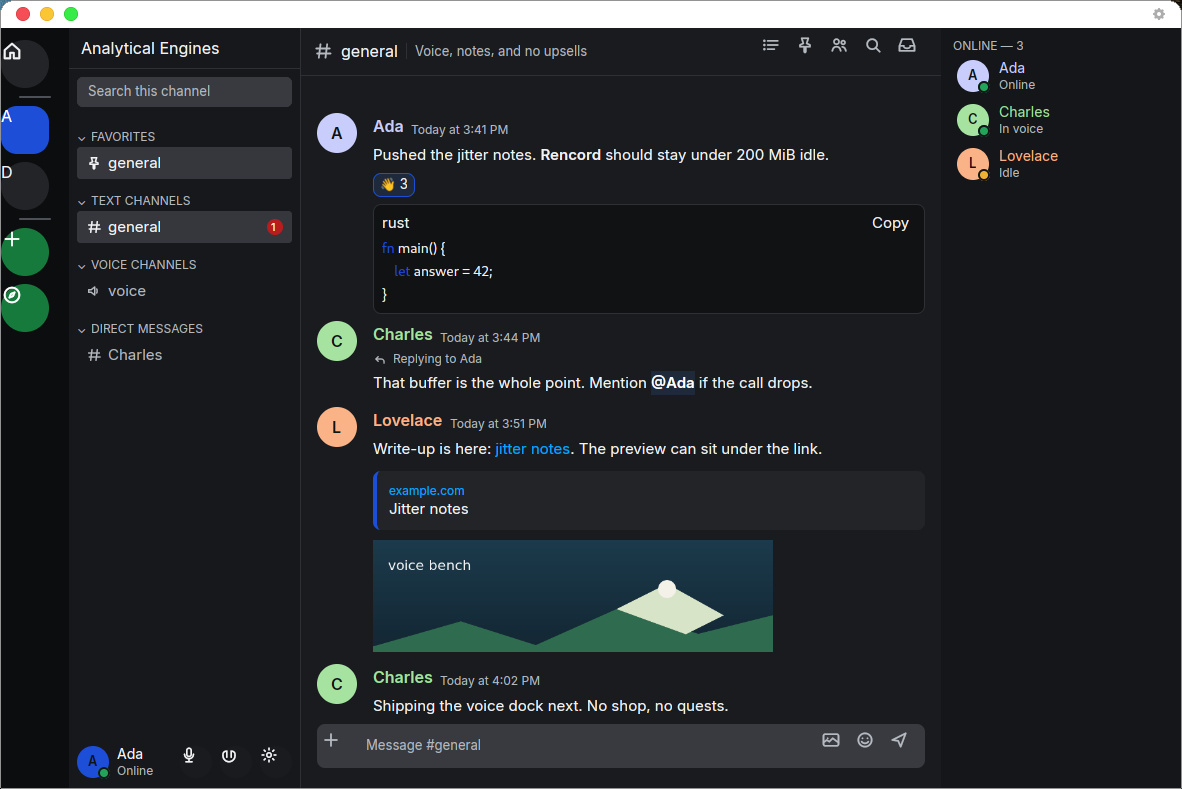 Analytical Engines
Search this channel
A
D
FAVORITES
general
TEXT CHANNELS
general 1
VOICE CHANNELS
voice
DIRECT MESSAGES
Charles
A Ada
Online
general Voice, notes, and no upsells
A Ada Today at 3:41 PM
Pushed the jitter notes. Rencord should stay under 200 MiB idle.
👋 3
rust Copy
fn main() {
let answer = 42;
}
C Charles Today at 3:44 PM
Replying to Ada
That buffer is the whole point. Mention @Ada if the call drops.
L Lovelace Today at 3:51 PM
Write-up is here: jitter notes. The preview can sit under the link.
example.com
Jitter notes
voice bench
C Charles Today at 4:02 PM
Shipping the voice dock next. No shop, no quests.
Message #general
ONLINE — 3
A Ada
Online
C Charles
In voice
L Lovelace
Idle